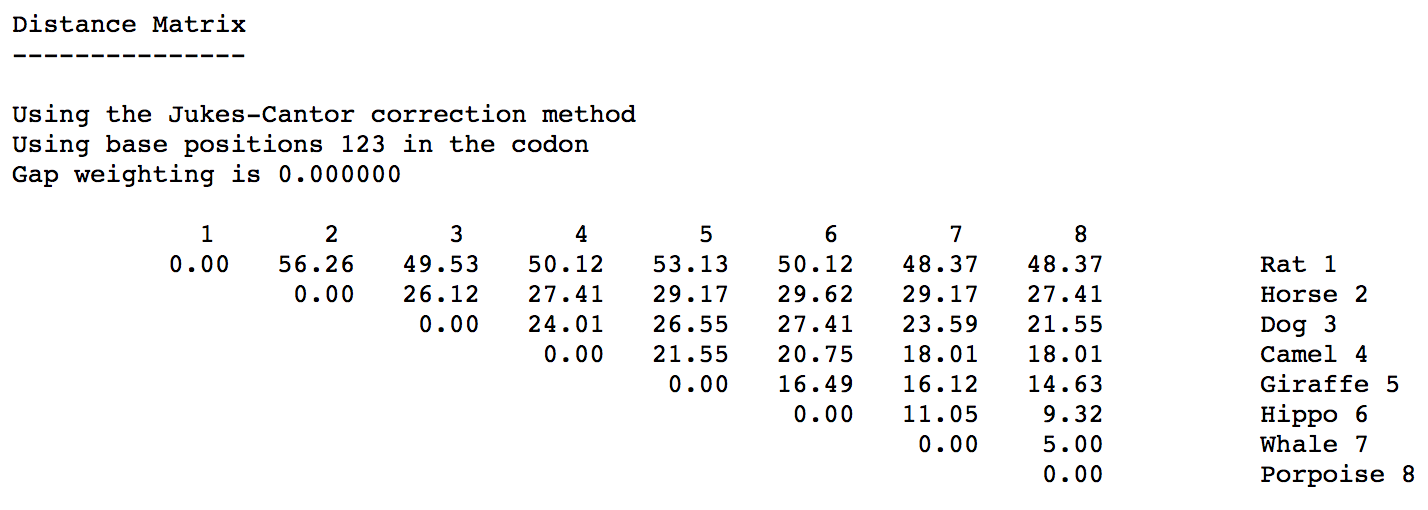 Distance Matrix
---------------
Using the Jukes-Cantor correction method
Using base positions 123 in the codon
Gap weighting is 0.000000
1 2 3 4 5 6 7 8
0.00 56.26 49.53 50.12 53.13 50.12 48.37 48.37 Rat 1
0.00 26.12 27.41 29.17 29.62 29.17 27.41 Horse 2
0.00 24.01 26.55 27.41 23.59 21.55 Dog 3
0.00 21.55 20.75 18.01 18.01 Camel 4
0.00 16.49 16.12 14.63 Giraffe 5
0.00 11.05 9.32 Hippo 6
0.00 5.00 Whale 7
0.00 Porpoise 8